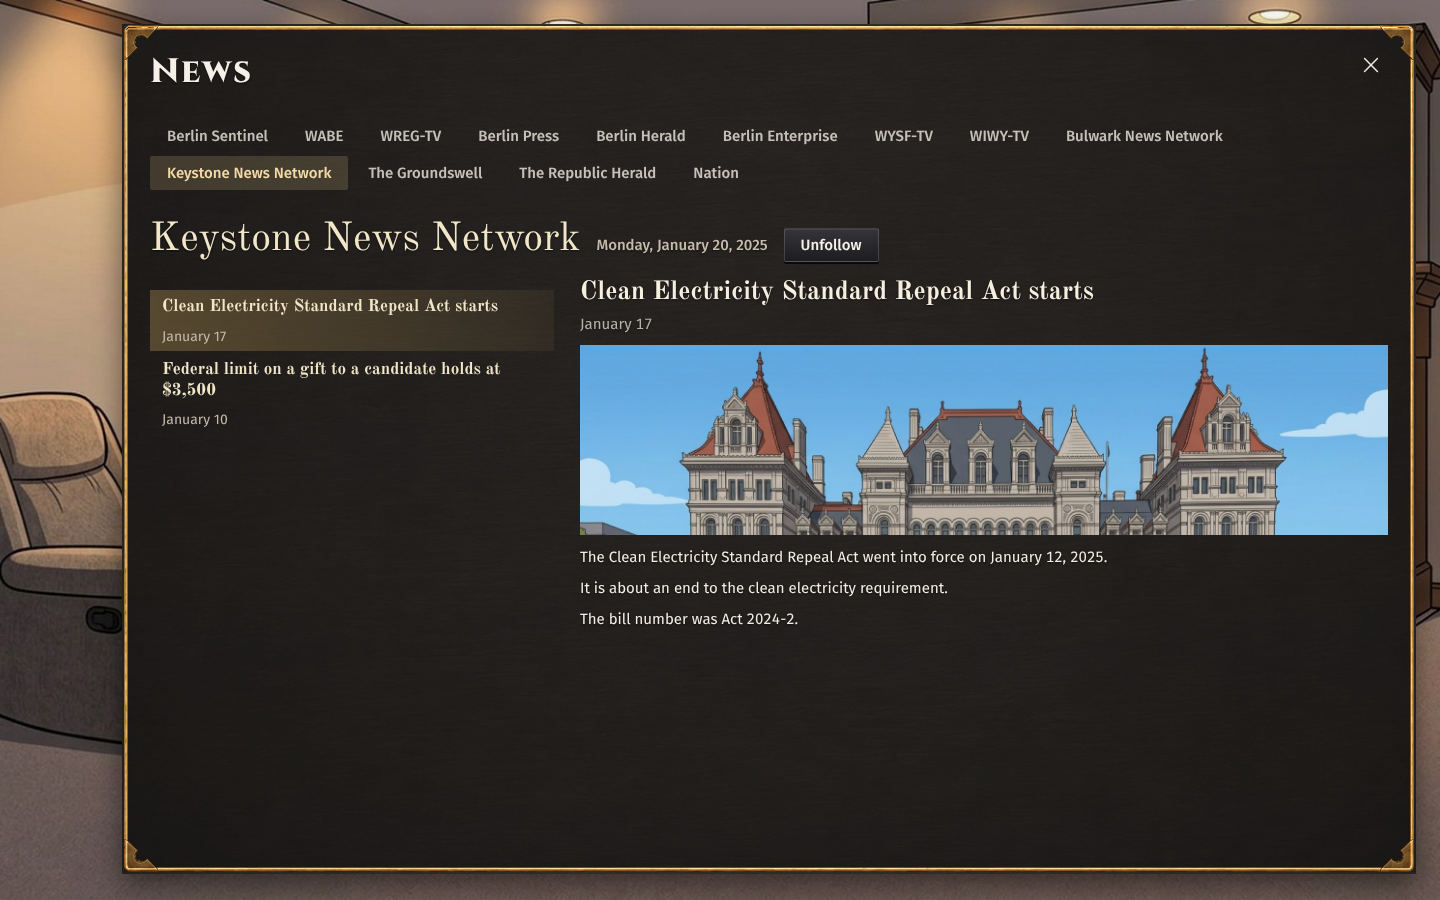 News
Berlin Sentinel WABE WREG-TV Berlin Press Berlin Herald Berlin Enterprise WYSF-TV WIWY-TV Bulwark News Network
Keystone News Network The Groundswell The Republic Herald Nation
Keystone News Network Monday, January 20, 2025 Unfollow
Clean Electricity Standard Repeal Act starts
January 17
Federal limit on a gift to a candidate holds at
$3,500
January 10
Clean Electricity Standard Repeal Act starts
January 17
The Clean Electricity Standard Repeal Act went into force on January 12, 2025.
It is about an end to the clean electricity requirement.
The bill number was Act 2024-2.